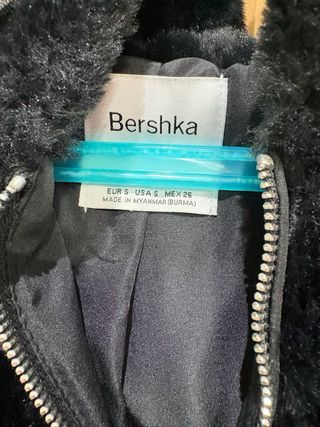 Bershka
EUR S USA S MEX 26
MADE IN MYANMAR (BURMA)